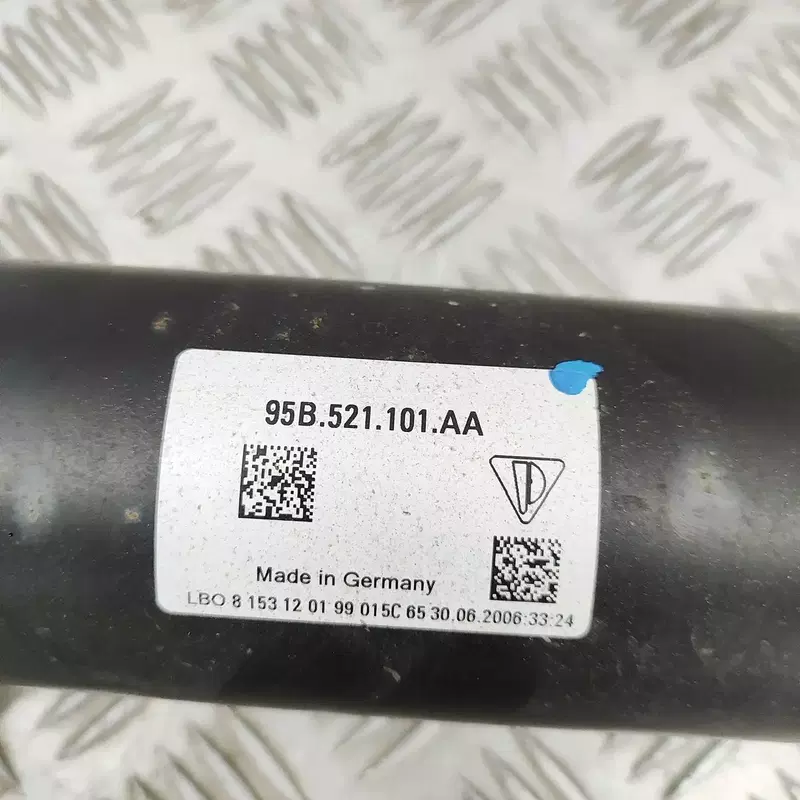 95B.521.101.AA
Made in Germany
LBO 8 153 12 01 99 015C 65 30.06.2006:33:24